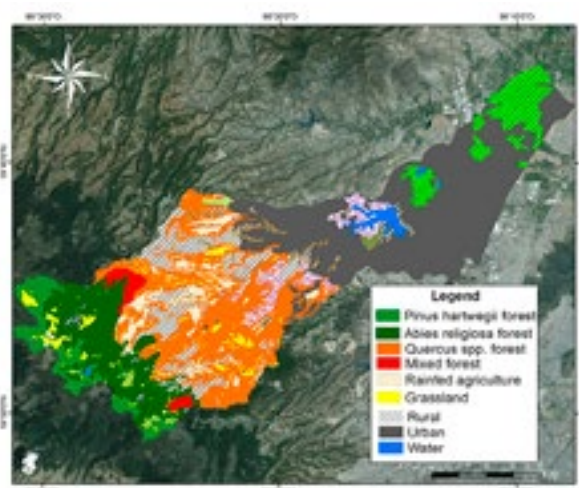 Legend
Pinus hartwegii forest
Abies religiosa forest
Quercus spp. forest
Mixed forest
Rainfed agriculture
Grassland
Rural
Urban
Water